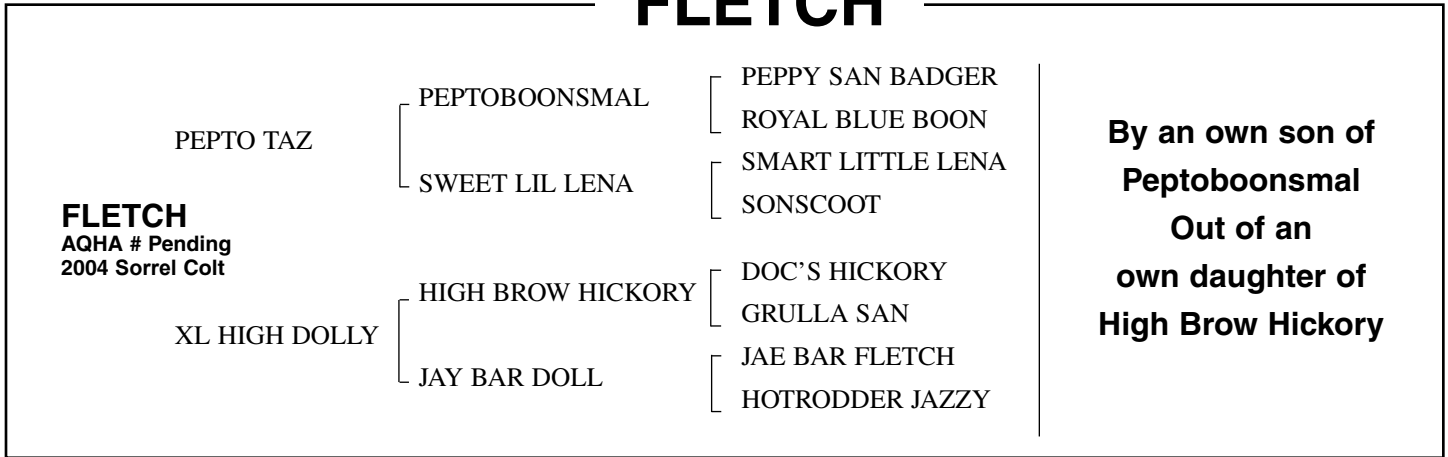 FLETCH
PEPTO TAZ
PEPTOBOONSMAL
SWEET LIL LENA
PEPPY SAN BADGER
ROYAL BLUE BOON
SMART LITTLE LENA
SONSCOOT
FLETCH
AQHA # Pending
2004 Sorrel Colt
XL HIGH DOLLY
HIGH BROW HICKORY
JAY BAR DOLL
DOC'S HICKORY
GRULLA SAN
JAE BAR FLETCH
HOTRODDER JAZZY
By an own son of
Peptoboonsmal
Out of an
own daughter of
High Brow Hickory